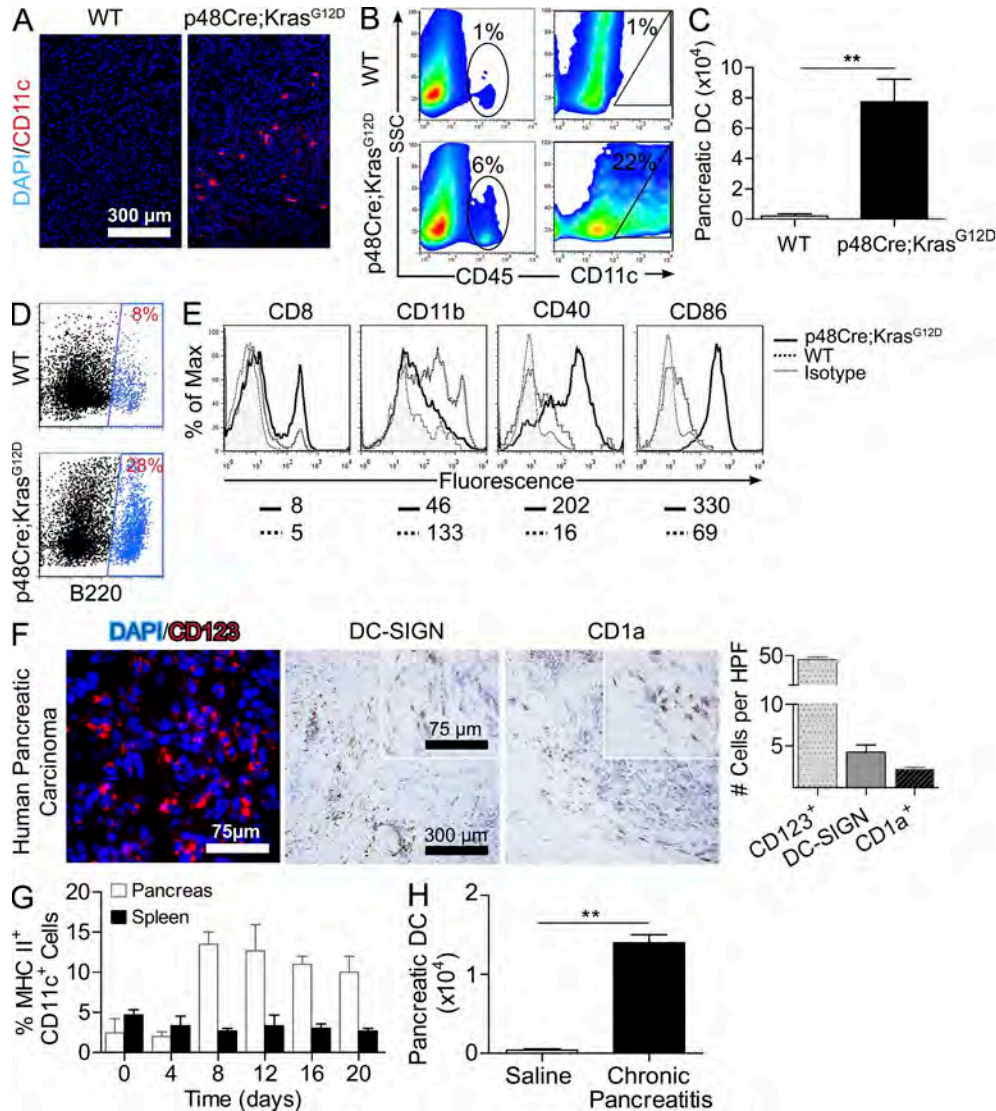 A
WT
p48Cre;Kras^G12D
DAPI/CD11c
300 µm
B
WT
p48Cre;Kras^G12D
SSC
1%
1%
6%
22%
CD45
CD11c
C
Pancreatic DC (x10^4)
**
10
8
6
4
2
0
WT
p48Cre;Kras^G12D
D
WT
p48Cre;Kras^G12D
8%
28%
B220
E
CD8
CD11b
CD40
CD86
% of Max
p48Cre;Kras^G12D
WT
Isotype
Fluorescence
8
5
46
133
202
16
330
69
F
Human Pancreatic
Carcinoma
DAPI/CD123
75µm
DC-SIGN
75 µm
300 µm
CD1a
# Cells per HPF
50
10
5
CD123+
DC-SIGN
CD1a+
G
% MHC II+
CD11c+ Cells
20
15
10
5
0
Pancreas
Spleen
0 4 8 12 16 20
Time (days)
H
Pancreatic DC
(x10^4)
**
2
1
0
Saline
Chronic
Pancreatitis